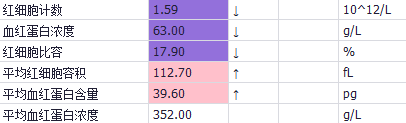 红细胞计数 1.59 ↓ 10^12/L
血红蛋白浓度 63.00 ↓ g/L
红细胞比容 17.90 ↓ %
平均红细胞容积 112.70 ↑ fL
平均血红蛋白含量 39.60 ↑ pg
平均血红蛋白浓度 352.00 g/L